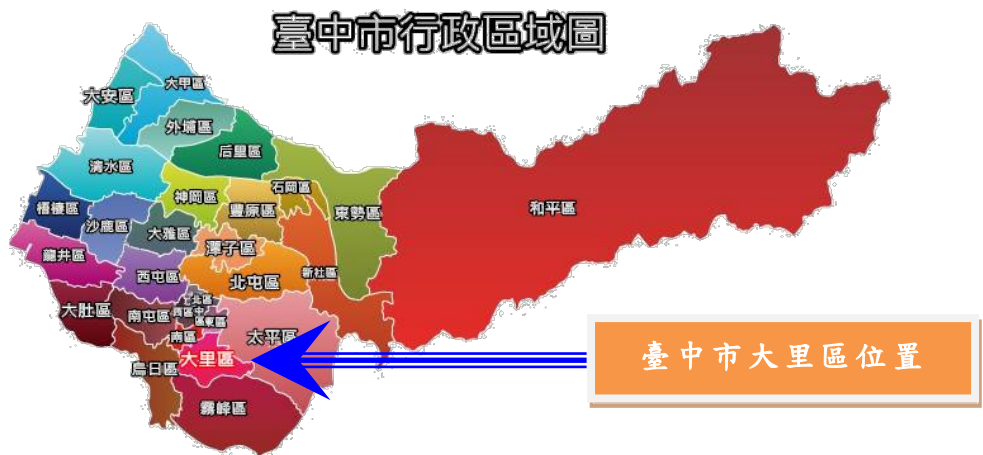 臺中市行政區域圖
大甲區
大安區
外埔區
后里區
清水區
石岡區
神岡區
豐原區
東勢區
和平區
梧棲區
沙鹿區
大雅區
潭子區
龍井區
西屯區
北屯區
新社區
北區
大肚區
南屯區
西區
中區
東區
南區
太平區
大里區
烏日區
霧峰區
臺中市大里區位置